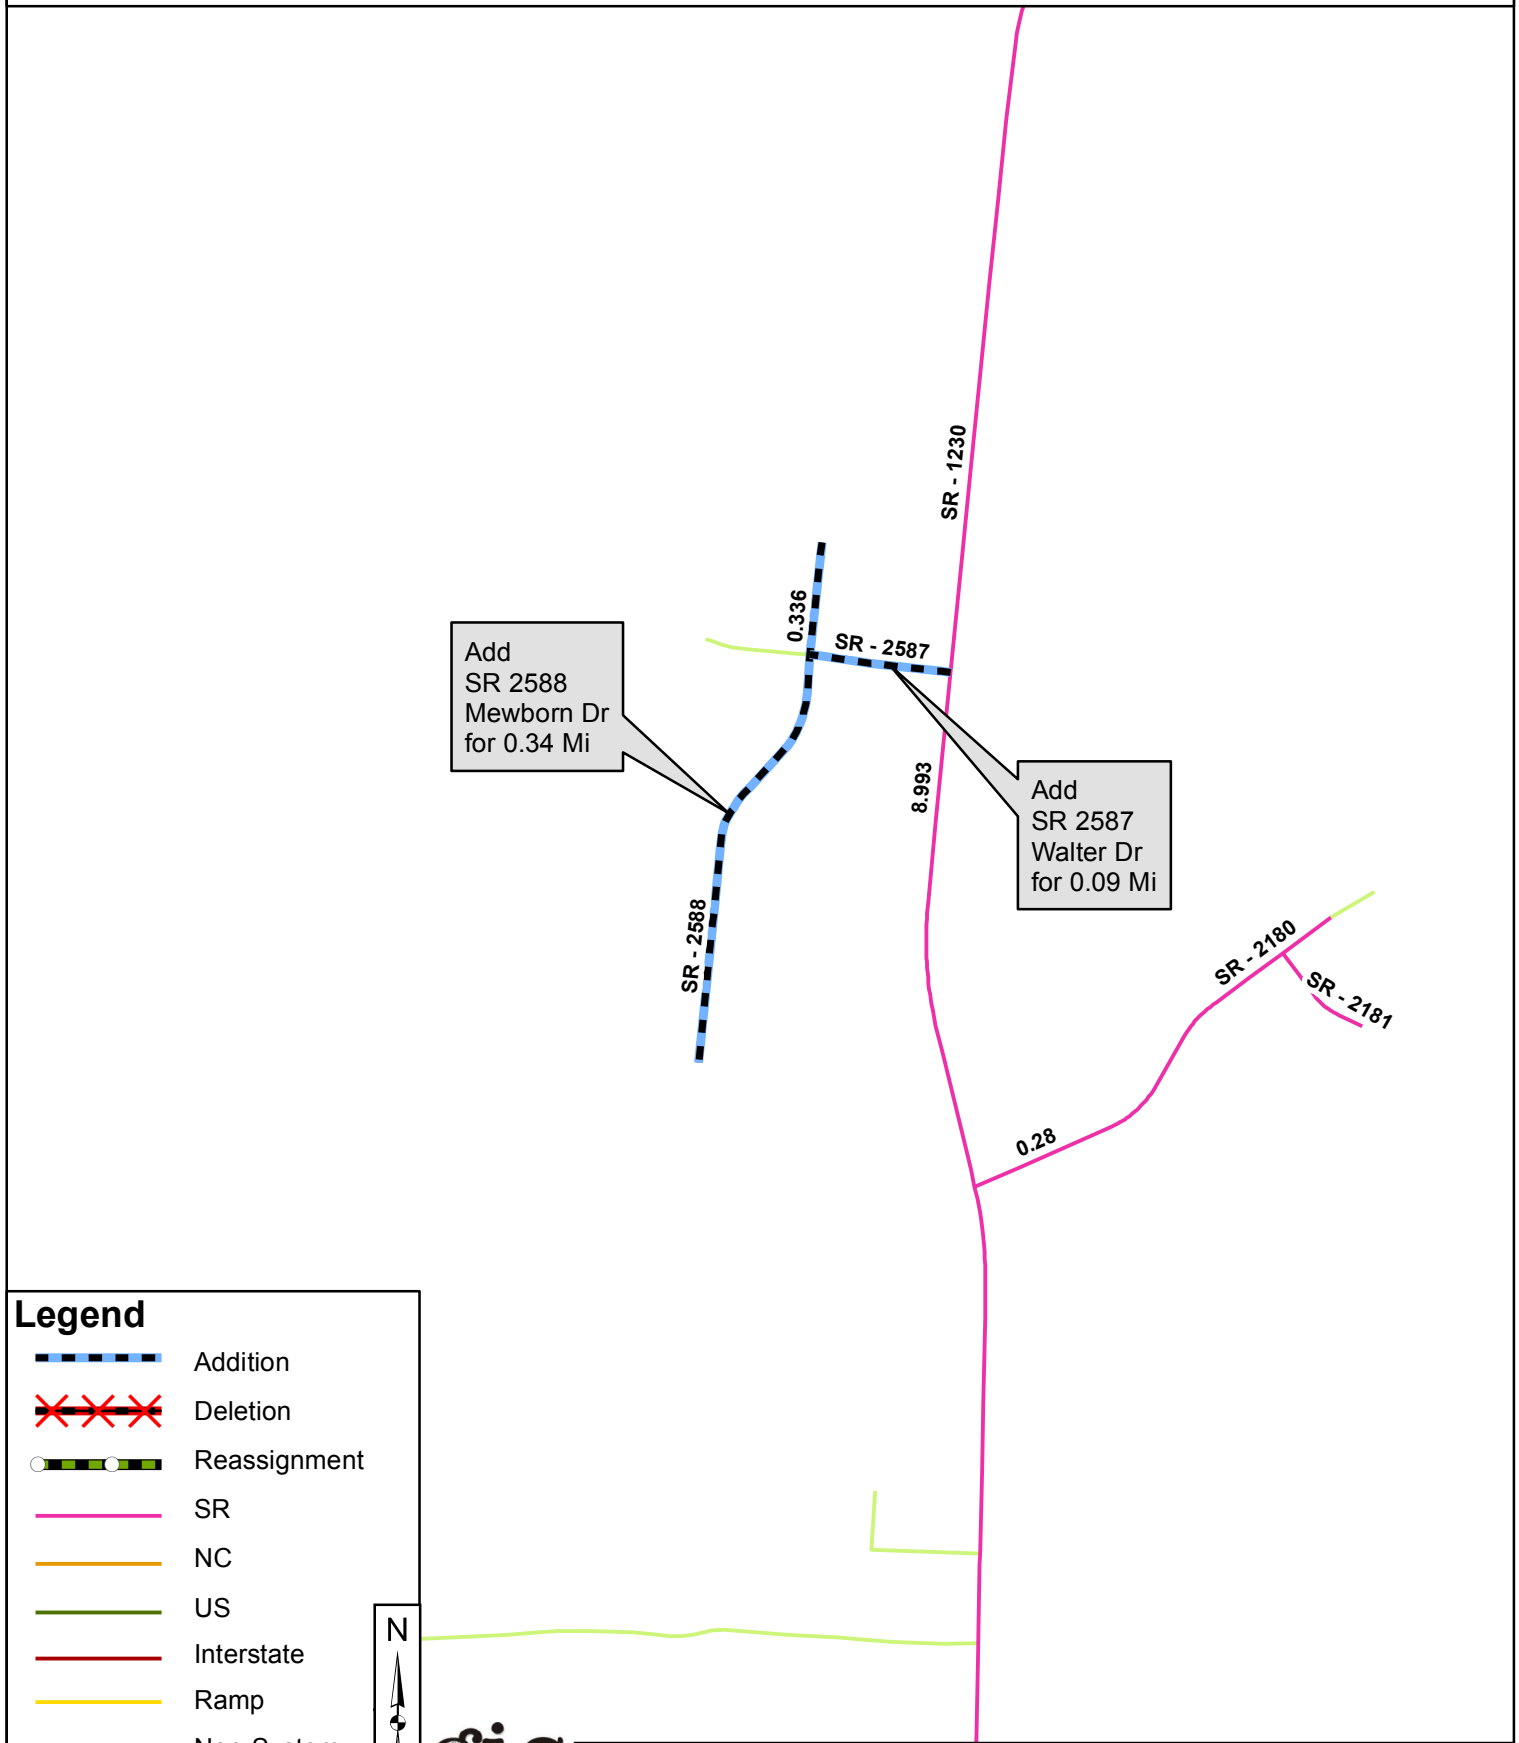 SR - 1230
0.336
SR - 2587
Add
SR 2588
Mewborn Dr
for 0.34 Mi
8.993
Add
SR 2587
Walter Dr
for 0.09 Mi
SR - 2588
SR - 2180
SR - 2181
0.28
Legend
Addition
Deletion
Reassignment
SR
NC
US
Interstate
Ramp
N